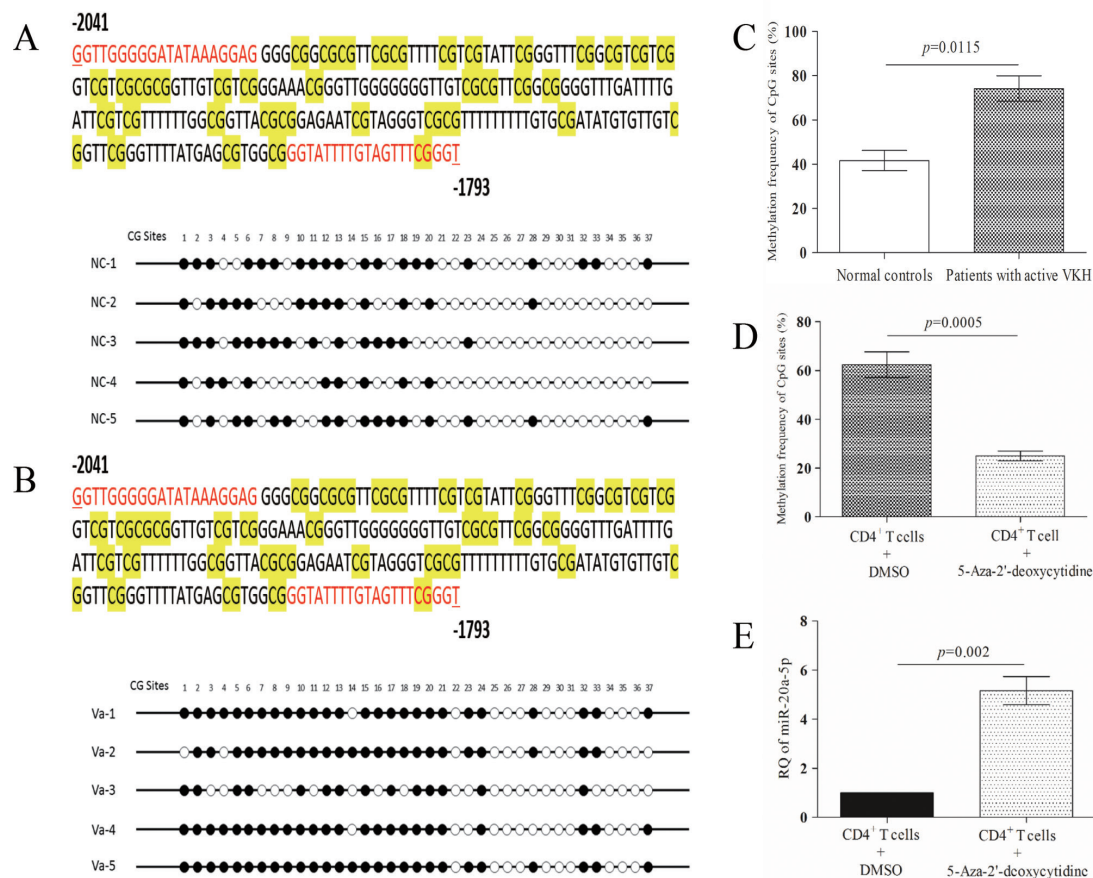 A
-2041
GGTTGGGGGATATAAAGGAG GGGCGGCGCGTTCGCGTTTTCGTCGTATTCGGGTTTCGGCGTCGTCG
GTCGTCGCGCGGTTGTCGTCGGGAAACGGGTTGGGGGGGTTGTCGCGTTCGGCGGGGTTTGATTTTG
ATTCGTCGTTTTTTGGCGGTTACGCGGAGAATCGTAGGGTCGCGTTTTTTTTTGTGCGATATGTGTTGTC
GGTTCGGGTTTTATGAGCGTGGCGGGTATTTTGTAGTTTCGGGT
-1793
CG Sites 1 2 3 4 5 6 7 8 9 10 11 12 13 14 15 16 17 18 19 20 21 22 23 24 25 26 27 28 29 30 31 32 33 34 35 36 37
NC-1
NC-2
NC-3
NC-4
NC-5
B
-2041
GGTTGGGGGATATAAAGGAG GGGCGGCGCGTTCGCGTTTTCGTCGTATTCGGGTTTCGGCGTCGTCG
GTCGTCGCGCGGTTGTCGTCGGGAAACGGGTTGGGGGGGTTGTCGCGTTCGGCGGGGTTTGATTTTG
ATTCGTCGTTTTTTGGCGGTTACGCGGAGAATCGTAGGGTCGCGTTTTTTTTTGTGCGATATGTGTTGTC
GGTTCGGGTTTTATGAGCGTGGCGGGTATTTTGTAGTTTCGGGT
-1793
CG Sites 1 2 3 4 5 6 7 8 9 10 11 12 13 14 15 16 17 18 19 20 21 22 23 24 25 26 27 28 29 30 31 32 33 34 35 36 37
Va-1
Va-2
Va-3
Va-4
Va-5
C
Methylation frequency of CpG sites (%)
100
80
60
40
20
0
p=0.0115
Normal controls
Patients with active VKH
D
Methylation frequency of CpG sites (%)
80
60
40
20
0
p=0.0005
CD4+ T cells
+
DMSO
CD4+ T cell
+
5-Aza-2'-deoxycytidine
E
RQ of miR-20a-5p
8
6
4
2
0
p=0.002
CD4+ T cells
+
DMSO
CD4+ T cells
+
5-Aza-2'-deoxycytidine